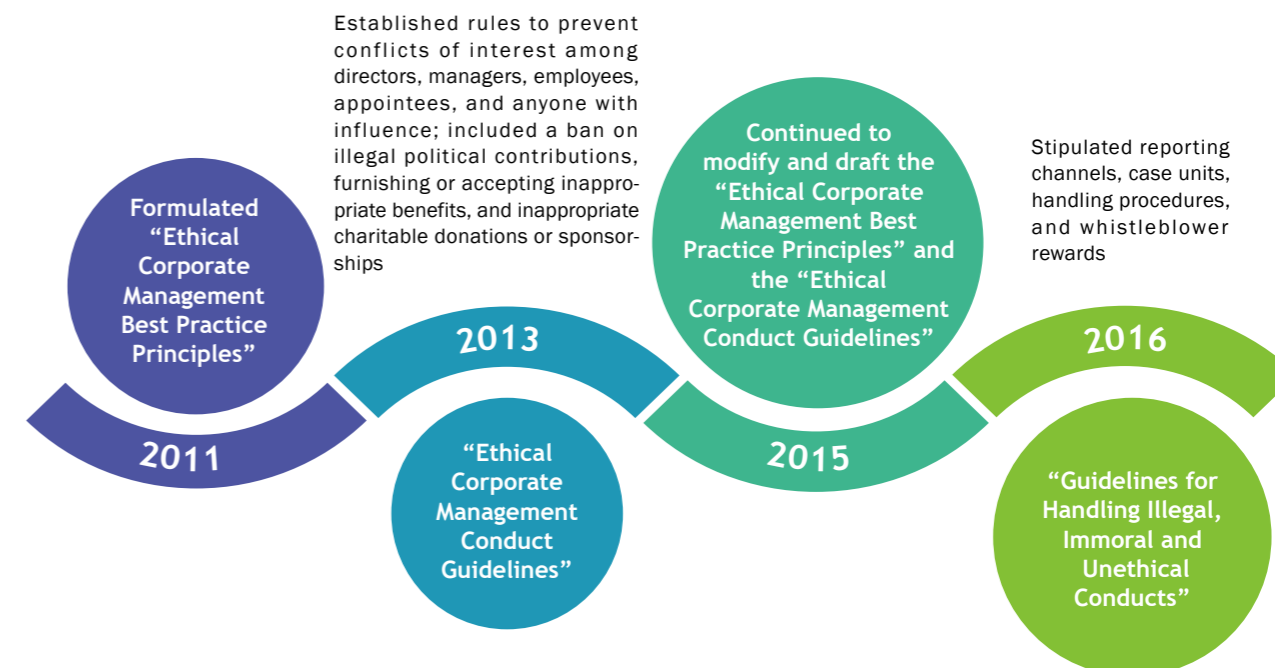 Formulated
“Ethical
Corporate
Management
Best Practice
Principles”
2011
Established rules to prevent
conflicts of interest among
directors, managers, employees,
appointees, and anyone with
influence; included a ban on
illegal political contributions,
furnishing or accepting inappro-
priate benefits, and inappropriate
charitable donations or sponsor-
ships
2013
“Ethical
Corporate
Management
Conduct
Guidelines”
Continued to
modify and draft the
“Ethical Corporate
Management Best
Practice Principles” and
the “Ethical
Corporate Management
Conduct Guidelines”
2015
Stipulated reporting
channels, case units,
handling procedures,
and whistleblower
rewards
2016
“Guidelines for
Handling Illegal,
Immoral and
Unethical
Conducts”